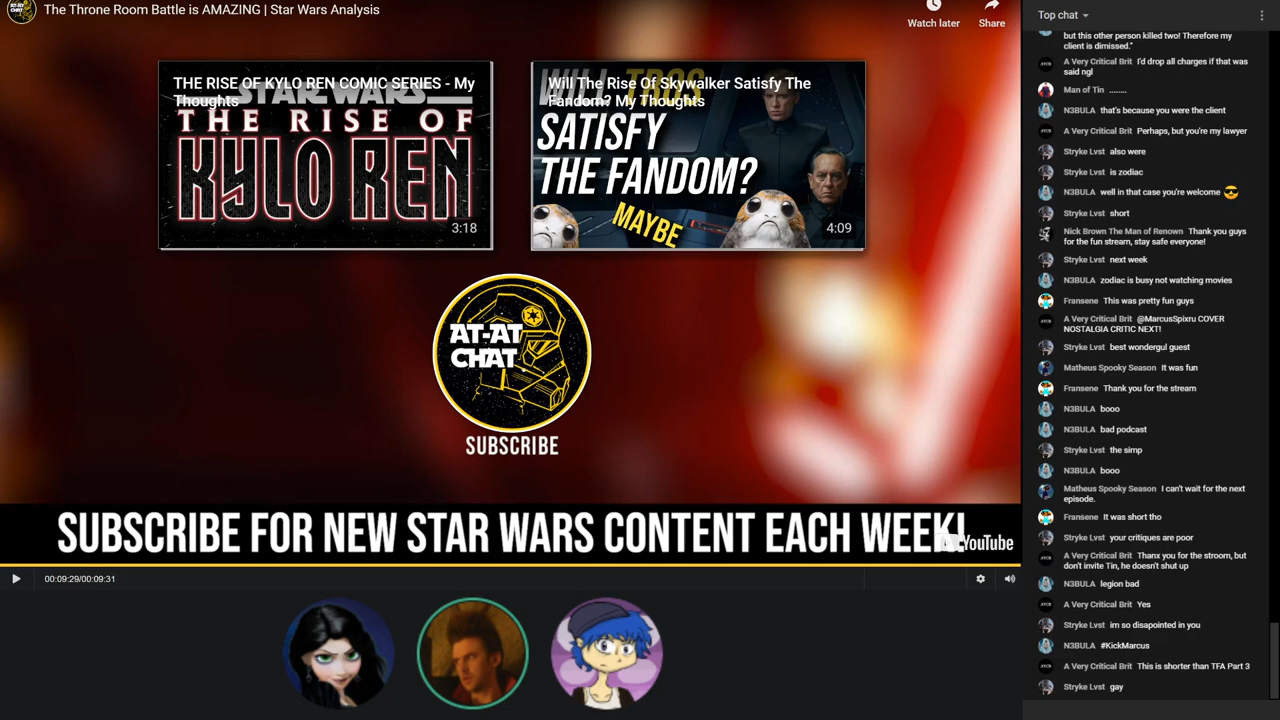 The Throne Room Battle is AMAZING | Star Wars Analysis
Watch later
Share
THE RISE OF KYLO REN COMIC SERIES - My
Thoughts
STAR WARS
THE RISE OF
KYLO REN
3:18
Will The Rise Of Skywalker Satisfy The
Fandom? My Thoughts
WILL TROS
SATISFY
THE FANDOM?
MAYBE
4:09
AT-AT
CHAT
SUBSCRIBE
SUBSCRIBE FOR NEW STAR WARS CONTENT EACH WEEK!
YouTube
00:09:29/00:09:31
Top chat
but this other person killed two! Therefore my
client is dimissed."
A Very Critical Brit I'd drop all charges if that was
said ngl
Man of Tin ........
N3BULA that's because you were the client
A Very Critical Brit Perhaps, but you're my lawyer
Stryke Lvst also were
Stryke Lvst is zodiac
N3BULA well in that case you're welcome 😎
Stryke Lvst short
Nick Brown The Man of Renown Thank you guys
for the fun stream, stay safe everyone!
Stryke Lvst next week
N3BULA zodiac is busy not watching movies
Fransene This was pretty fun guys
A Very Critical Brit @MarcusSpixru COVER
NOSTALGIA CRITIC NEXT!
Stryke Lvst best wondergul guest
Matheus Spooky Season It was fun
Fransene Thank you for the stream
N3BULA booo
N3BULA bad podcast
Stryke Lvst the simp
N3BULA booo
Matheus Spooky Season I can't wait for the next
episode.
Fransene It was short tho
Stryke Lvst your critiques are poor
A Very Critical Brit Thanx you for the stroom, but
don't invite Tin, he doesn't shut up
N3BULA legion bad
A Very Critical Brit Yes
Stryke Lvst im so disapointed in you
N3BULA #KickMarcus
A Very Critical Brit This is shorter than TFA Part 3
Stryke Lvst gay